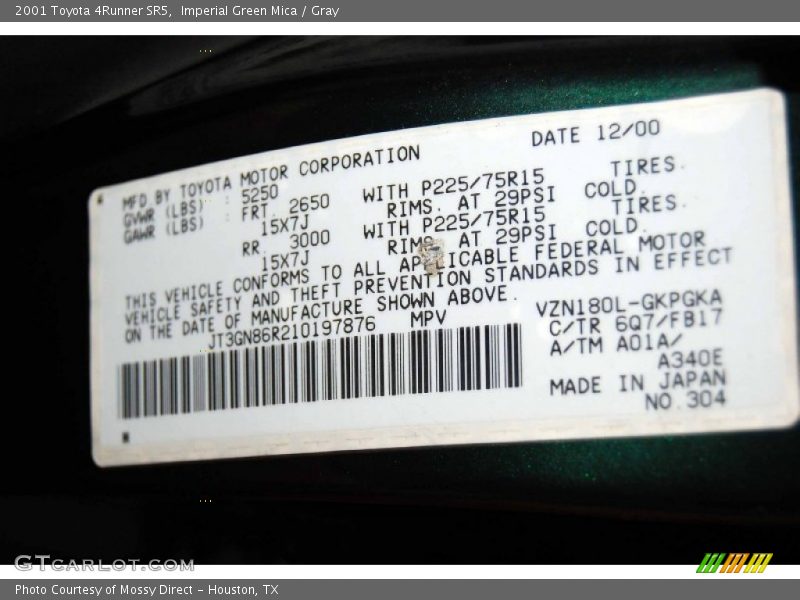 2001 Toyota 4Runner SR5,  Imperial Green Mica / Gray
DATE 12/00
MFD BY TOYOTA MOTOR CORPORATION
GVWR (LBS) : 5250
GAWR (LBS) : FRT. 2650 WITH P225/75R15 TIRES.
15X7J RIMS. AT 29PSI COLD.
RR. 3000 WITH P225/75R15 TIRES.
15X7J RIMS AT 29PSI COLD.
THIS VEHICLE CONFORMS TO ALL APPLICABLE FEDERAL MOTOR
VEHICLE SAFETY AND THEFT PREVENTION STANDARDS IN EFFECT
ON THE DATE OF MANUFACTURE SHOWN ABOVE.
JT3GN86R210197876 MPV
VZN180L-GKPGKA
C/TR 6Q7/FB17
A/TM A01A/
A340E
MADE IN JAPAN
NO.304
GTCARLOT.COM
Photo Courtesy of Mossy Direct - Houston, TX